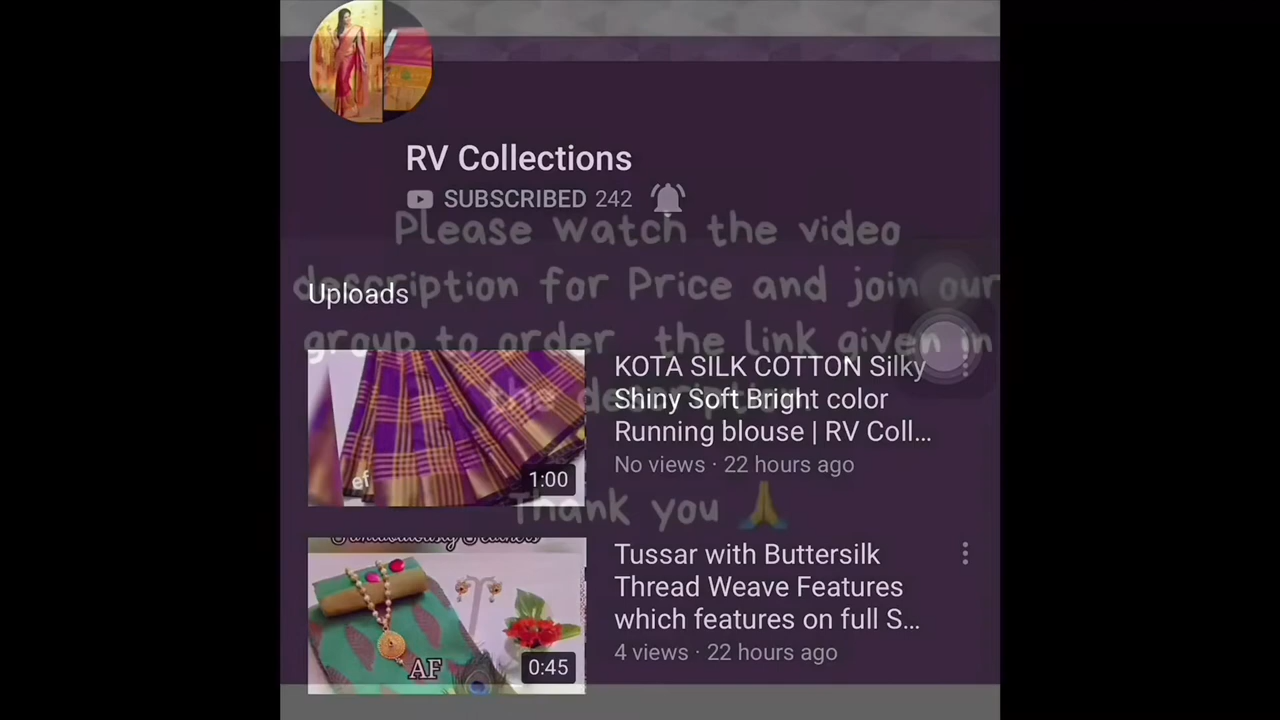 RV Collections
SUBSCRIBED 242
Please watch the video
description for Price and join our
Uploads
group to order the link given in
the description.
KOTA SILK COTTON Silky
Shiny Soft Bright color
Running blouse | RV Coll...
No views · 22 hours ago
ef
1:00
Thank you 🙏
Tussar with Buttersilk
Thread Weave Features
which features on full S...
4 views · 22 hours ago
AF
0:45